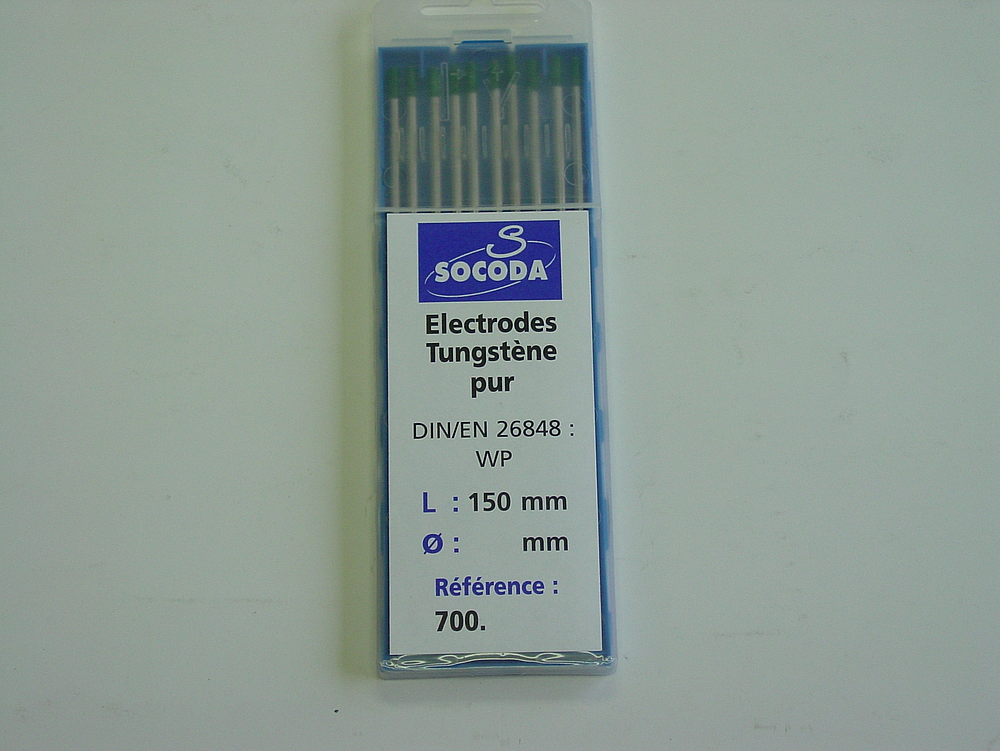 S
SOCODA
Electrodes
Tungstène
pur
DIN/EN 26848 :
WP
L : 150 mm
Ø : mm
Référence :
700.